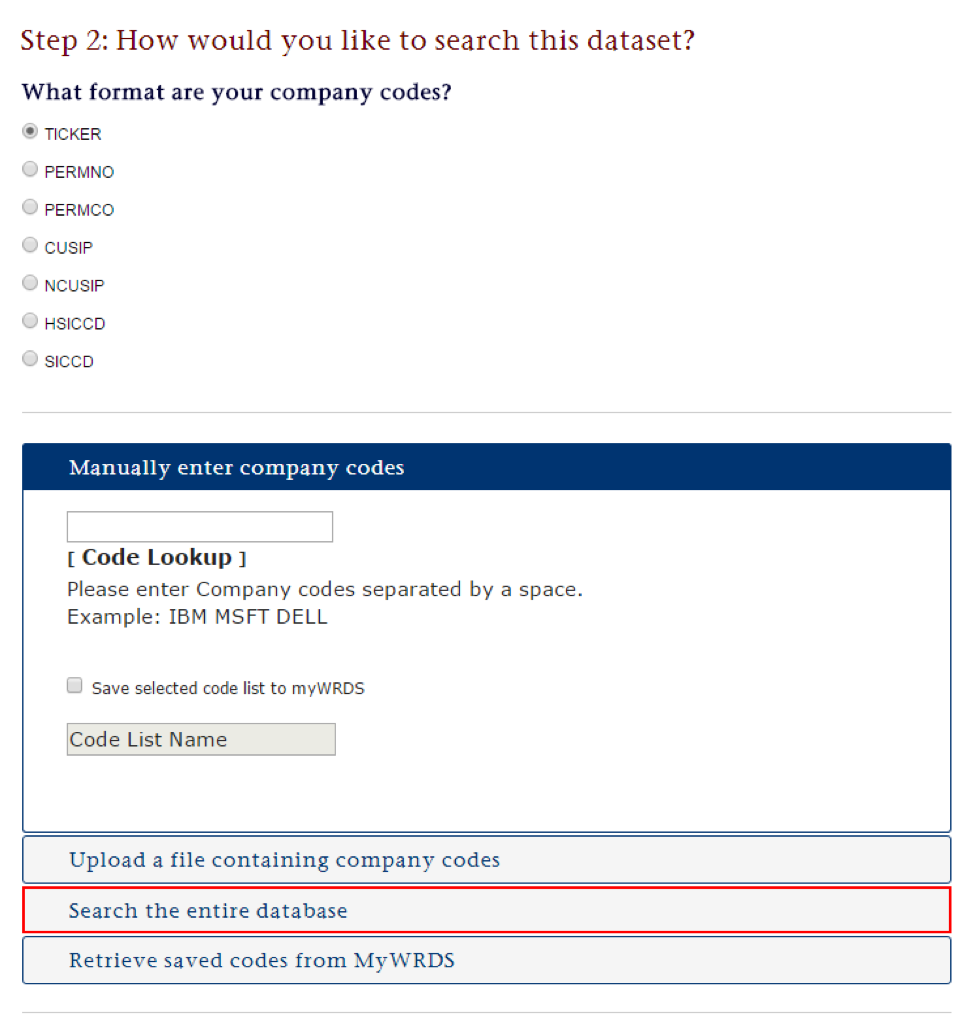 Step 2: How would you like to search this dataset?
What format are your company codes?
TICKER
PERMNO
PERMCO
CUSIP
NCUSIP
HSICCD
SICCD
Manually enter company codes
[ Code Lookup ]
Please enter Company codes separated by a space.
Example: IBM MSFT DELL
Save selected code list to myWRDS
Code List Name
Upload a file containing company codes
Search the entire database
Retrieve saved codes from MyWRDS